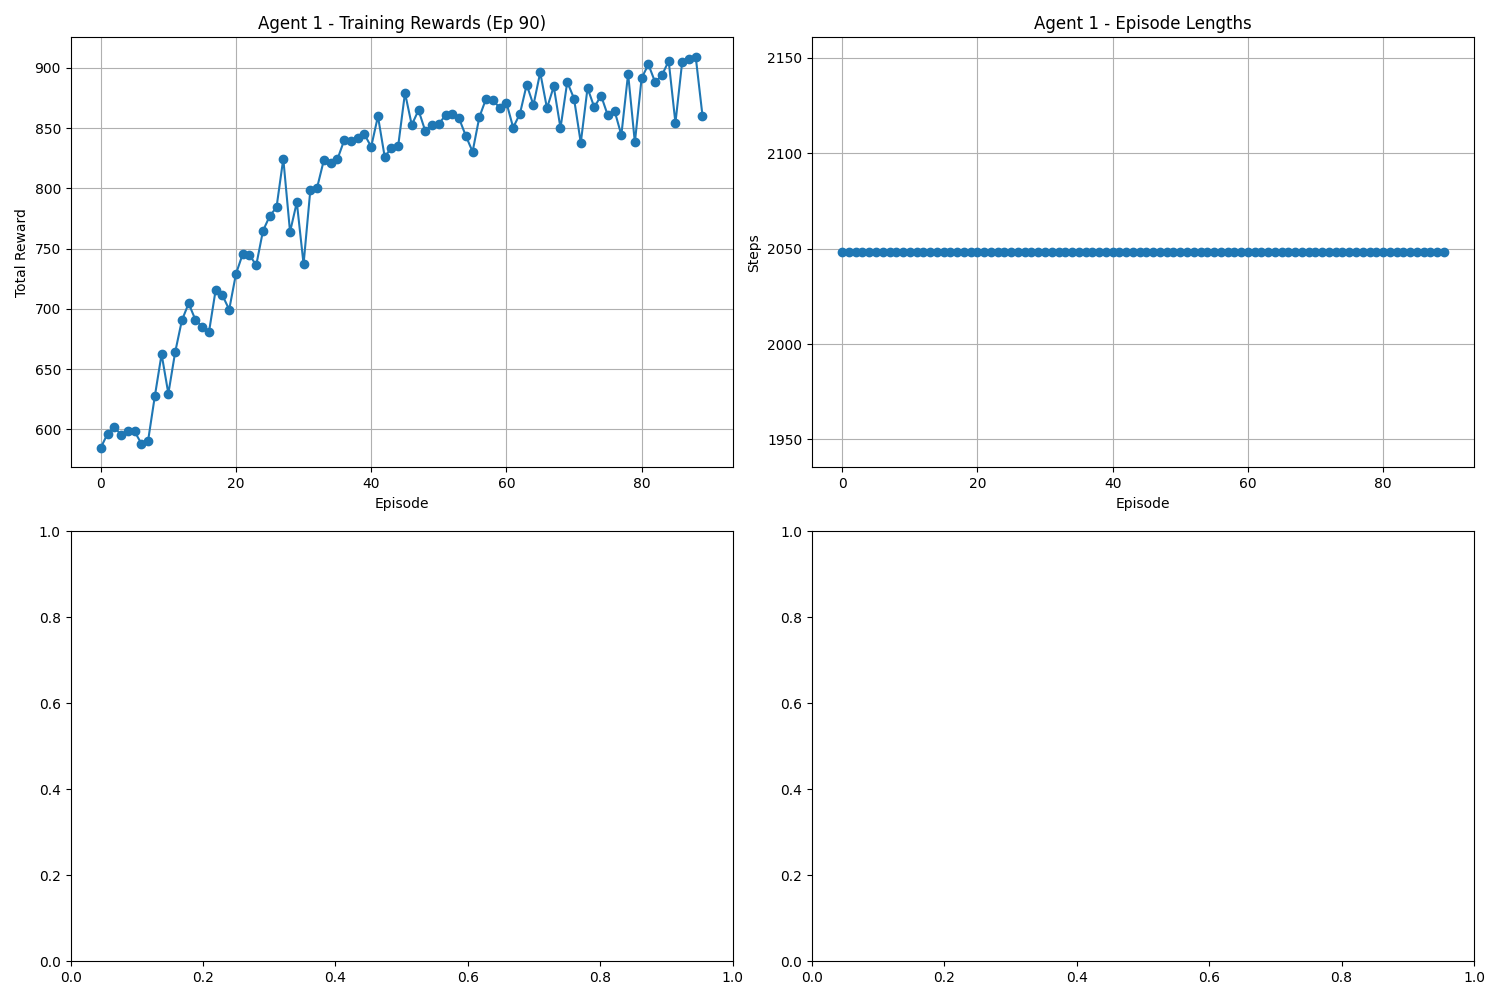 Agent 1 - Training Rewards (Ep 90)
Total Reward
900
850
800
750
700
650
600
0 20 40 60 80
Episode
Agent 1 - Episode Lengths
Steps
2150
2100
2050
2000
1950
0 20 40 60 80
Episode
1.0
0.8
0.6
0.4
0.2
0.0
0.0 0.2 0.4 0.6 0.8 1.0
1.0
0.8
0.6
0.4
0.2
0.0
0.0 0.2 0.4 0.6 0.8 1.0